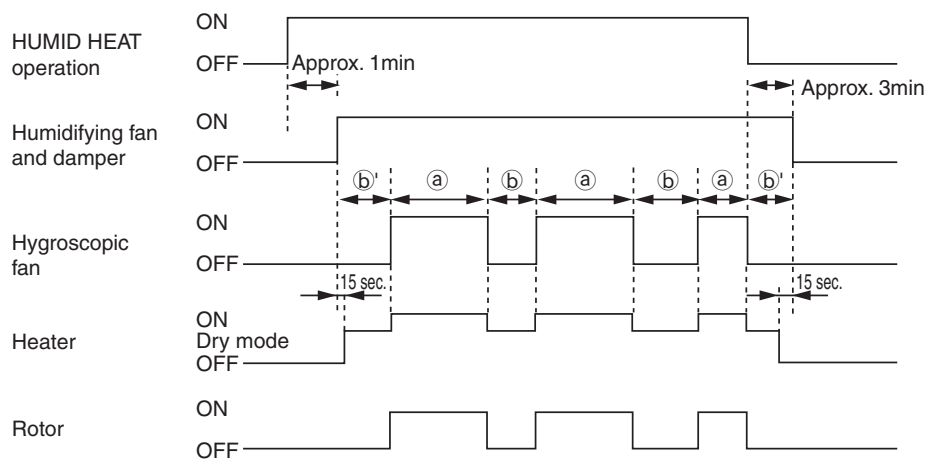 HUMID HEAT
operation
ON
OFF
Approx. 1min
Approx. 3min
Humidifying fan
and damper
ON
OFF
ⓑ' ⓐ ⓑ ⓐ ⓑ ⓐ ⓑ'
Hygroscopic
fan
ON
OFF
15 sec. 15 sec.
Heater
ON
Dry mode
OFF
Rotor
ON
OFF